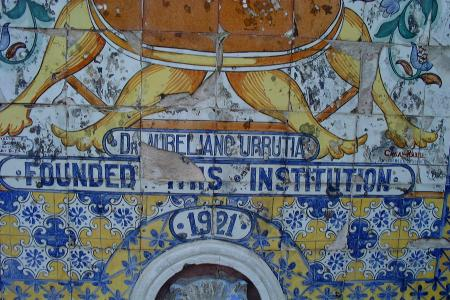 DR. AURELIANO URRUTIA
FOUNDED THIS INSTITUTION
1921